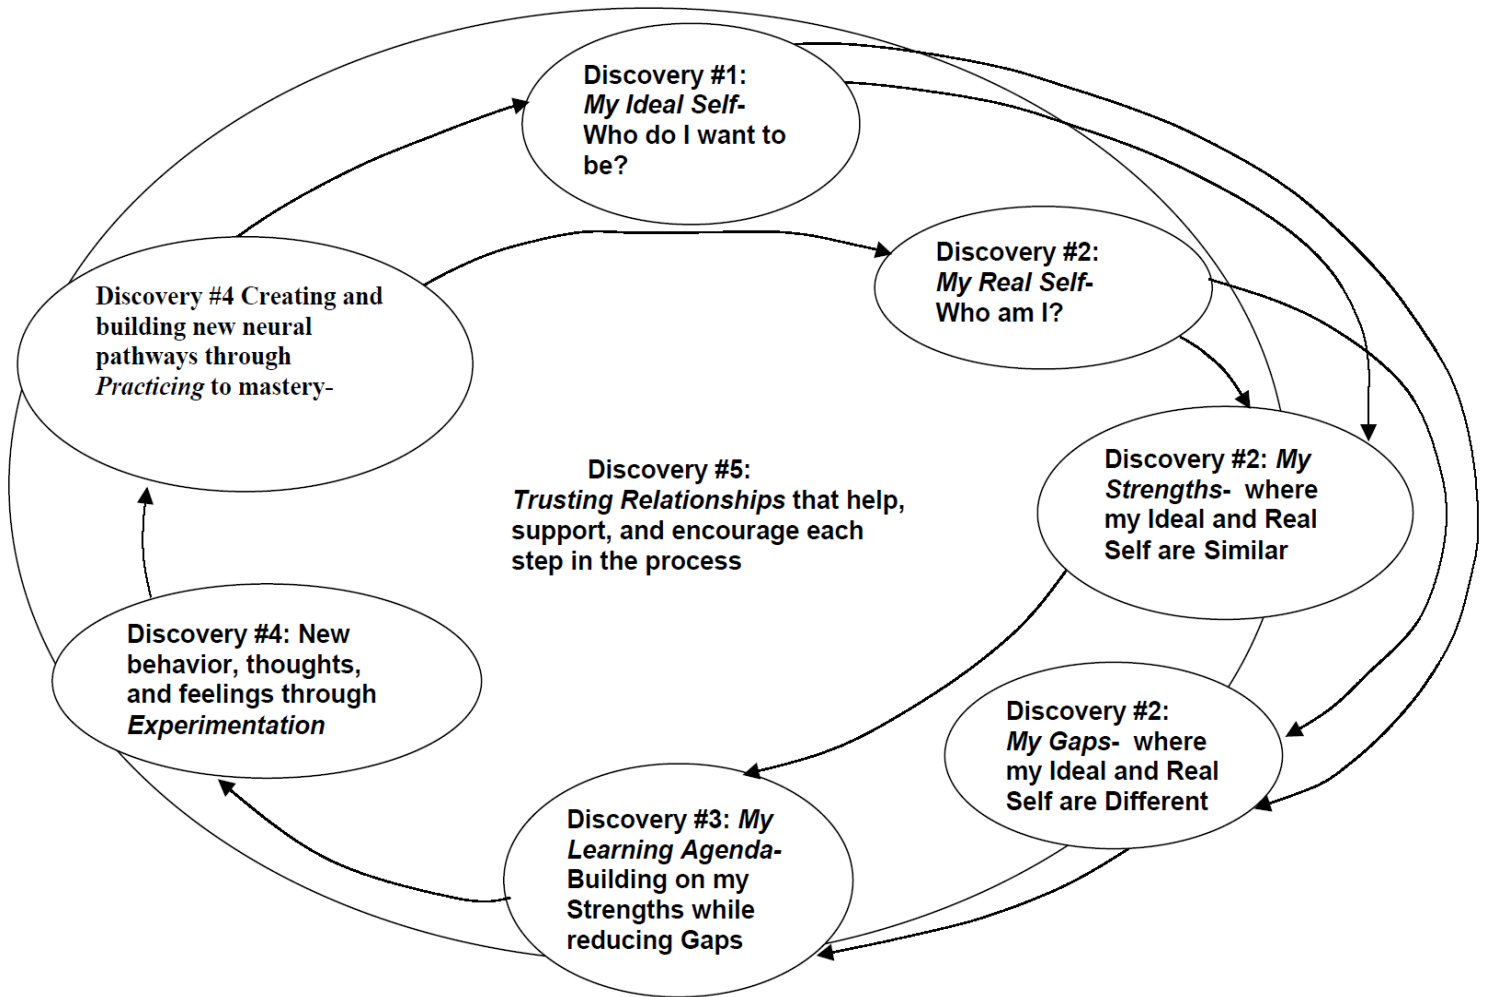 Discovery #1:
My Ideal Self-
Who do I want to
be?
Discovery #2:
My Real Self-
Who am I?
Discovery #4 Creating and
building new neural
pathways through
Practicing to mastery-
Discovery #2: My
Strengths- where
my Ideal and Real
Self are Similar
Discovery #5:
Trusting Relationships that help,
support, and encourage each
step in the process
Discovery #4: New
behavior, thoughts,
and feelings through
Experimentation
Discovery #2:
My Gaps- where
my Ideal and Real
Self are Different
Discovery #3: My
Learning Agenda-
Building on my
Strengths while
reducing Gaps